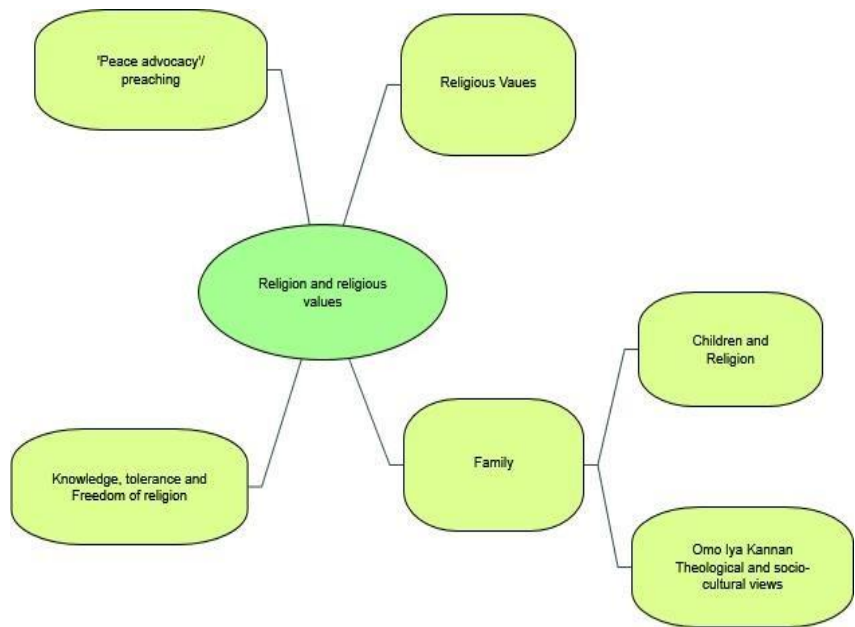 'Peace advocacy'/
preaching
Religious Vaues
Religion and religious
values
Children and
Religion
Knowledge, tolerance and
Freedom of religion
Family
Omo Iya Kannan
Theological and socio-
cultural views